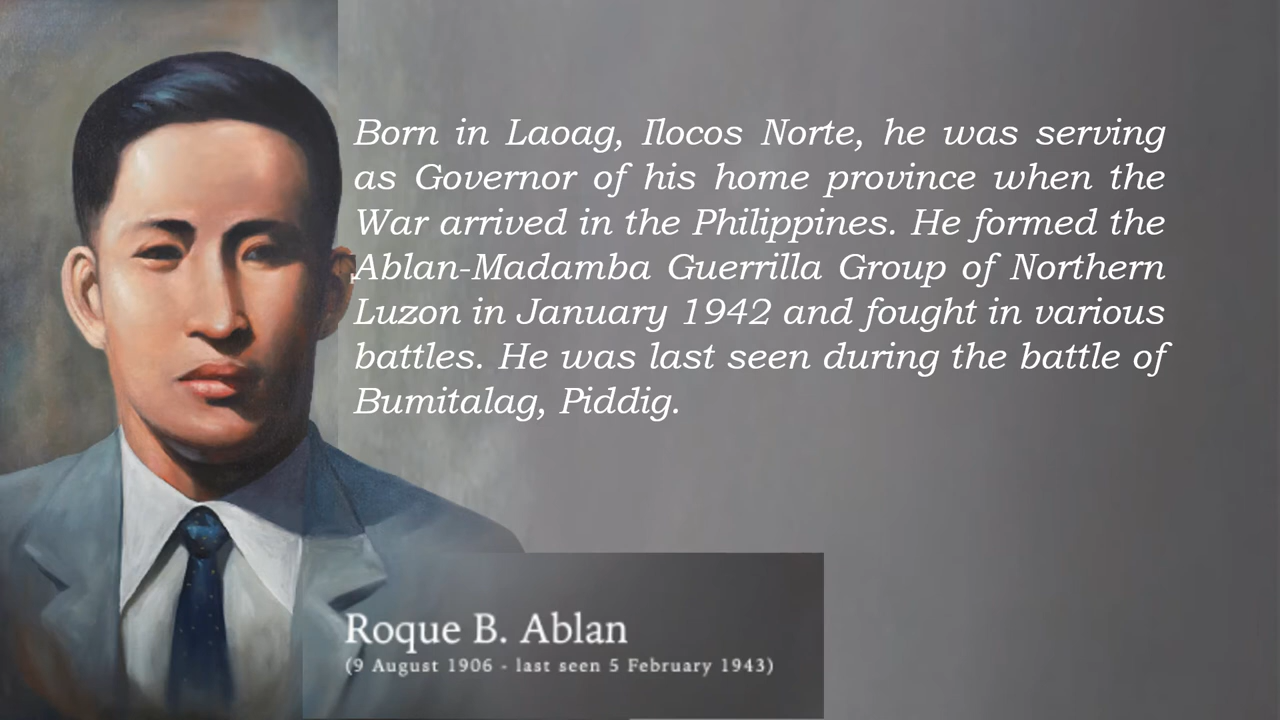 Born in Laoag, Ilocos Norte, he was serving
as Governor of his home province when the
War arrived in the Philippines. He formed the
Ablan-Madamba Guerrilla Group of Northern
Luzon in January 1942 and fought in various
battles. He was last seen during the battle of
Bumitalag, Piddig.
Roque B. Ablan
(9 August 1906 - last seen 5 February 1943)